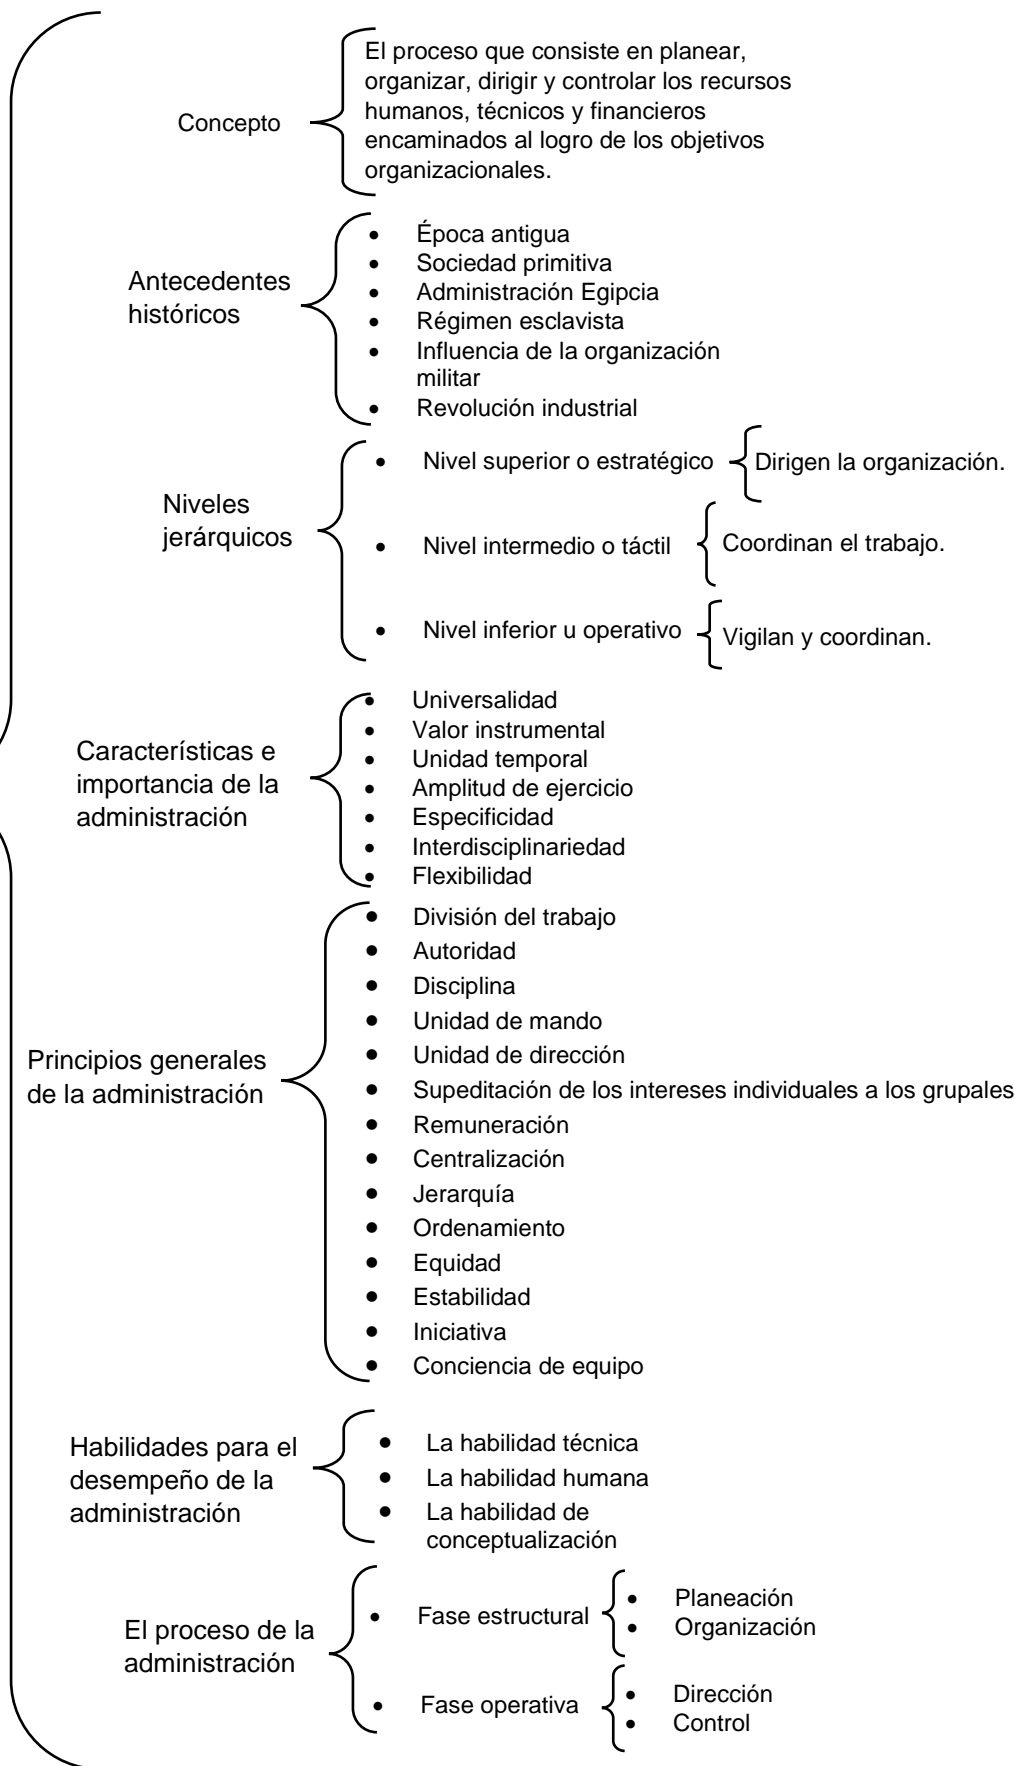 Concepto
El proceso que consiste en planear,
organizar, dirigir y controlar los recursos
humanos, técnicos y financieros
encaminados al logro de los objetivos
organizacionales.
Antecedentes
históricos
• Época antigua
• Sociedad primitiva
• Administración Egipcia
• Régimen esclavista
• Influencia de la organización
militar
• Revolución industrial
Niveles
jerárquicos
• Nivel superior o estratégico
Dirigen la organización.
• Nivel intermedio o táctil
Coordinan el trabajo.
• Nivel inferior u operativo
Vigilan y coordinan.
Características e
importancia de la
administración
• Universalidad
• Valor instrumental
• Unidad temporal
• Amplitud de ejercicio
• Especificidad
• Interdisciplinariedad
• Flexibilidad
Principios generales
de la administración
• División del trabajo
• Autoridad
• Disciplina
• Unidad de mando
• Unidad de dirección
• Supeditación de los intereses individuales a los grupales
• Remuneración
• Centralización
• Jerarquía
• Ordenamiento
• Equidad
• Estabilidad
• Iniciativa
• Conciencia de equipo
Habilidades para el
desempeño de la
administración
• La habilidad técnica
• La habilidad humana
• La habilidad de
conceptualización
El proceso de la
administración
• Fase estructural
• Planeación
• Organización
• Fase operativa
• Dirección
• Control